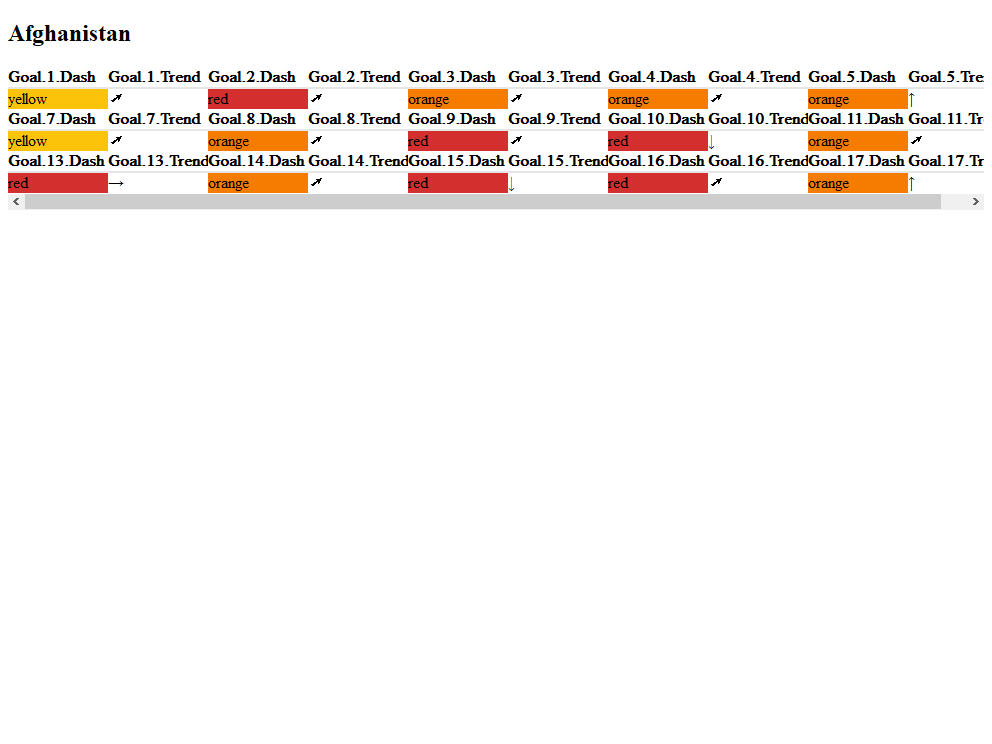 Afghanistan
Goal.1.Dash Goal.1.Trend Goal.2.Dash Goal.2.Trend Goal.3.Dash Goal.3.Trend Goal.4.Dash Goal.4.Trend Goal.5.Dash Goal.5.Tre
yellow ➚ red ➚ orange ➚ orange ➚ orange ↑
Goal.7.Dash Goal.7.Trend Goal.8.Dash Goal.8.Trend Goal.9.Dash Goal.9.Trend Goal.10.Dash Goal.10.Trend Goal.11.Dash Goal.11.Tr
yellow ➚ orange ➚ red ➚ red ↓ orange ➚
Goal.13.Dash Goal.13.Trend Goal.14.Dash Goal.14.Trend Goal.15.Dash Goal.15.Trend Goal.16.Dash Goal.16.Trend Goal.17.Dash Goal.17.Tr
red → orange ➚ red ↓ red ➚ orange ↑